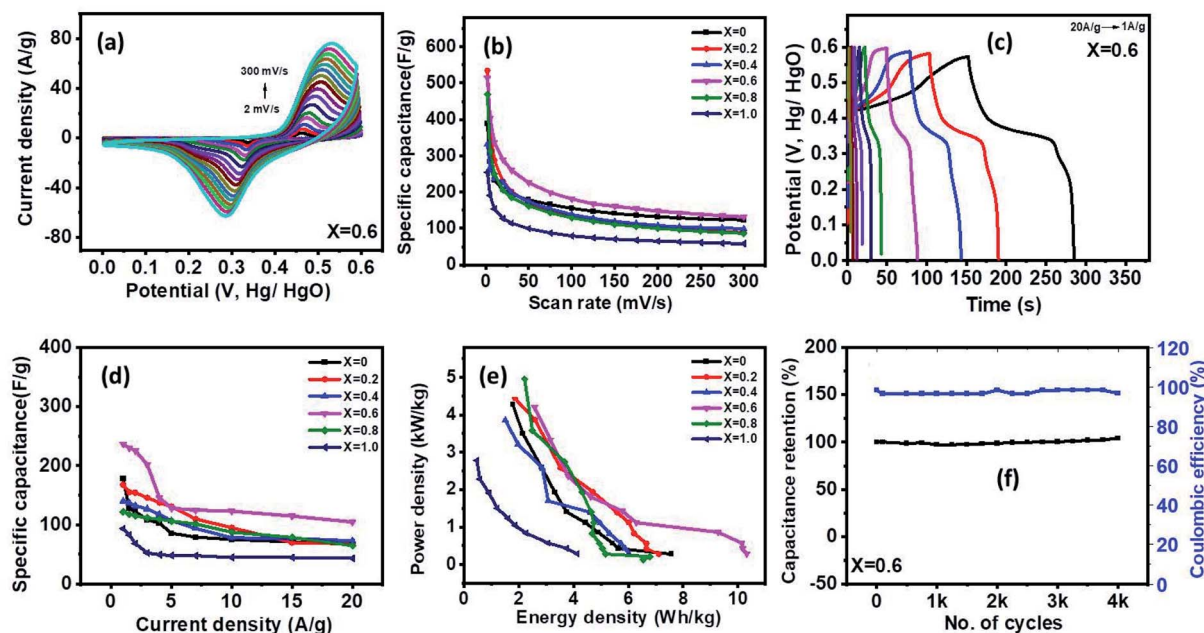 (a)
Current density (A/g)
80
40
0
-40
-80
300 mV/s
2 mV/s
X=0.6
0.0 0.1 0.2 0.3 0.4 0.5 0.6
Potential (V, Hg/ HgO)
(b)
Specific capacitance(F/g)
600
500
400
300
200
100
0
X=0
X=0.2
X=0.4
X=0.6
X=0.8
X=1.0
0 50 100 150 200 250 300
Scan rate (mV/s)
(c)
Potential (V, Hg/ HgO)
0.6
0.5
0.4
0.3
0.2
0.1
0.0
20A/g→1A/g
X=0.6
0 50 100 150 200 250 300 350
Time (s)
(d)
Specific capacitance(F/g)
400
300
200
100
0
X=0
X=0.2
X=0.4
X=0.6
X=0.8
X=1.0
0 5 10 15 20
Current density (A/g)
(e)
Power density (kW/kg)
5
4
3
2
1
0
X=0
X=0.2
X=0.4
X=0.6
X=0.8
X=1.0
0 2 4 6 8 10
Energy density (Wh/kg)
(f)
Capacitance retention (%)
200
150
100
50
0
-50
X=0.6
0 1k 2k 3k 4k
No. of cycles
120
100
80
60
40
20
0
Coulombic efficiency (%)